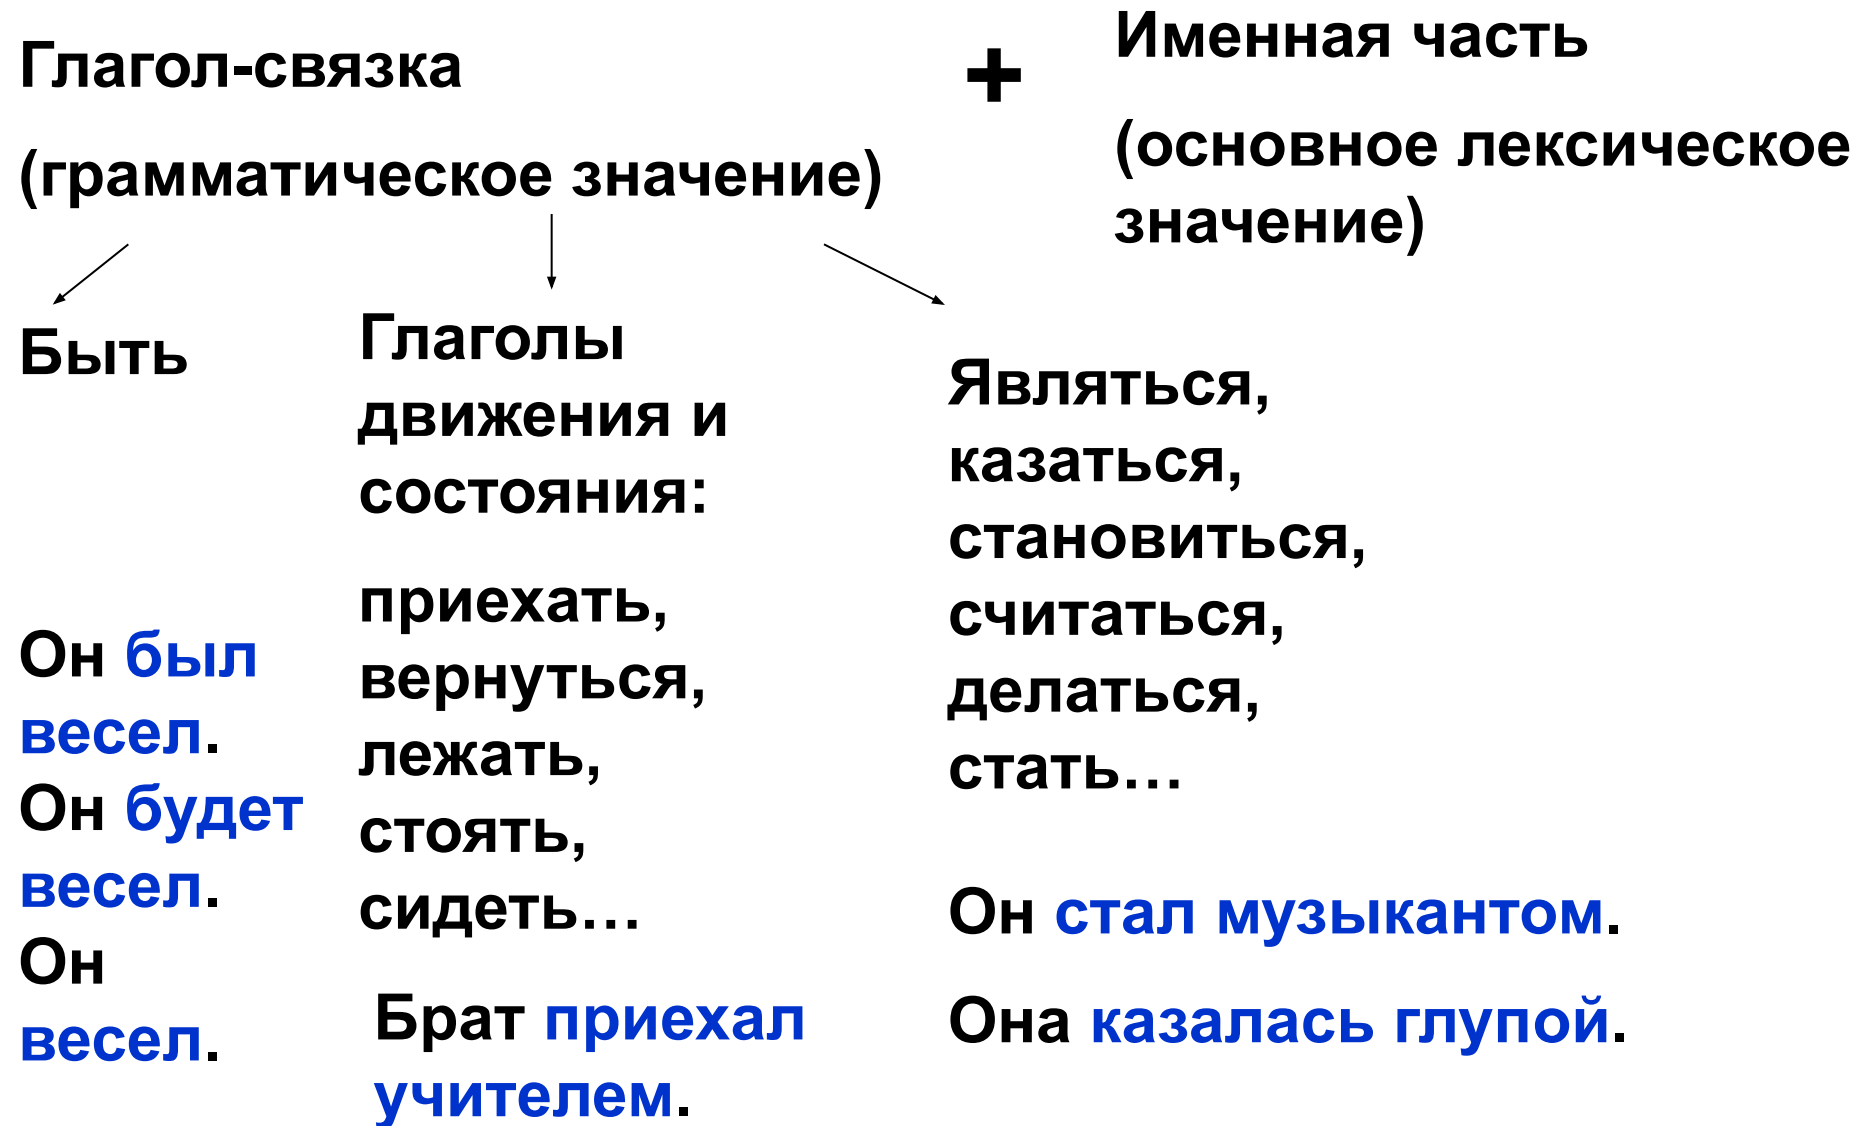 Глагол-связка
(грамматическое значение)
+
Именная часть
(основное лексическое
значение)
Быть
Он был
весел.
Он будет
весел.
Он
весел.
Глаголы
движения и
состояния:
приехать,
вернуться,
лежать,
стоять,
сидеть…
Брат приехал
учителем.
Являться,
казаться,
становиться,
считаться,
делаться,
стать…
Он стал музыкантом.
Она казалась глупой.